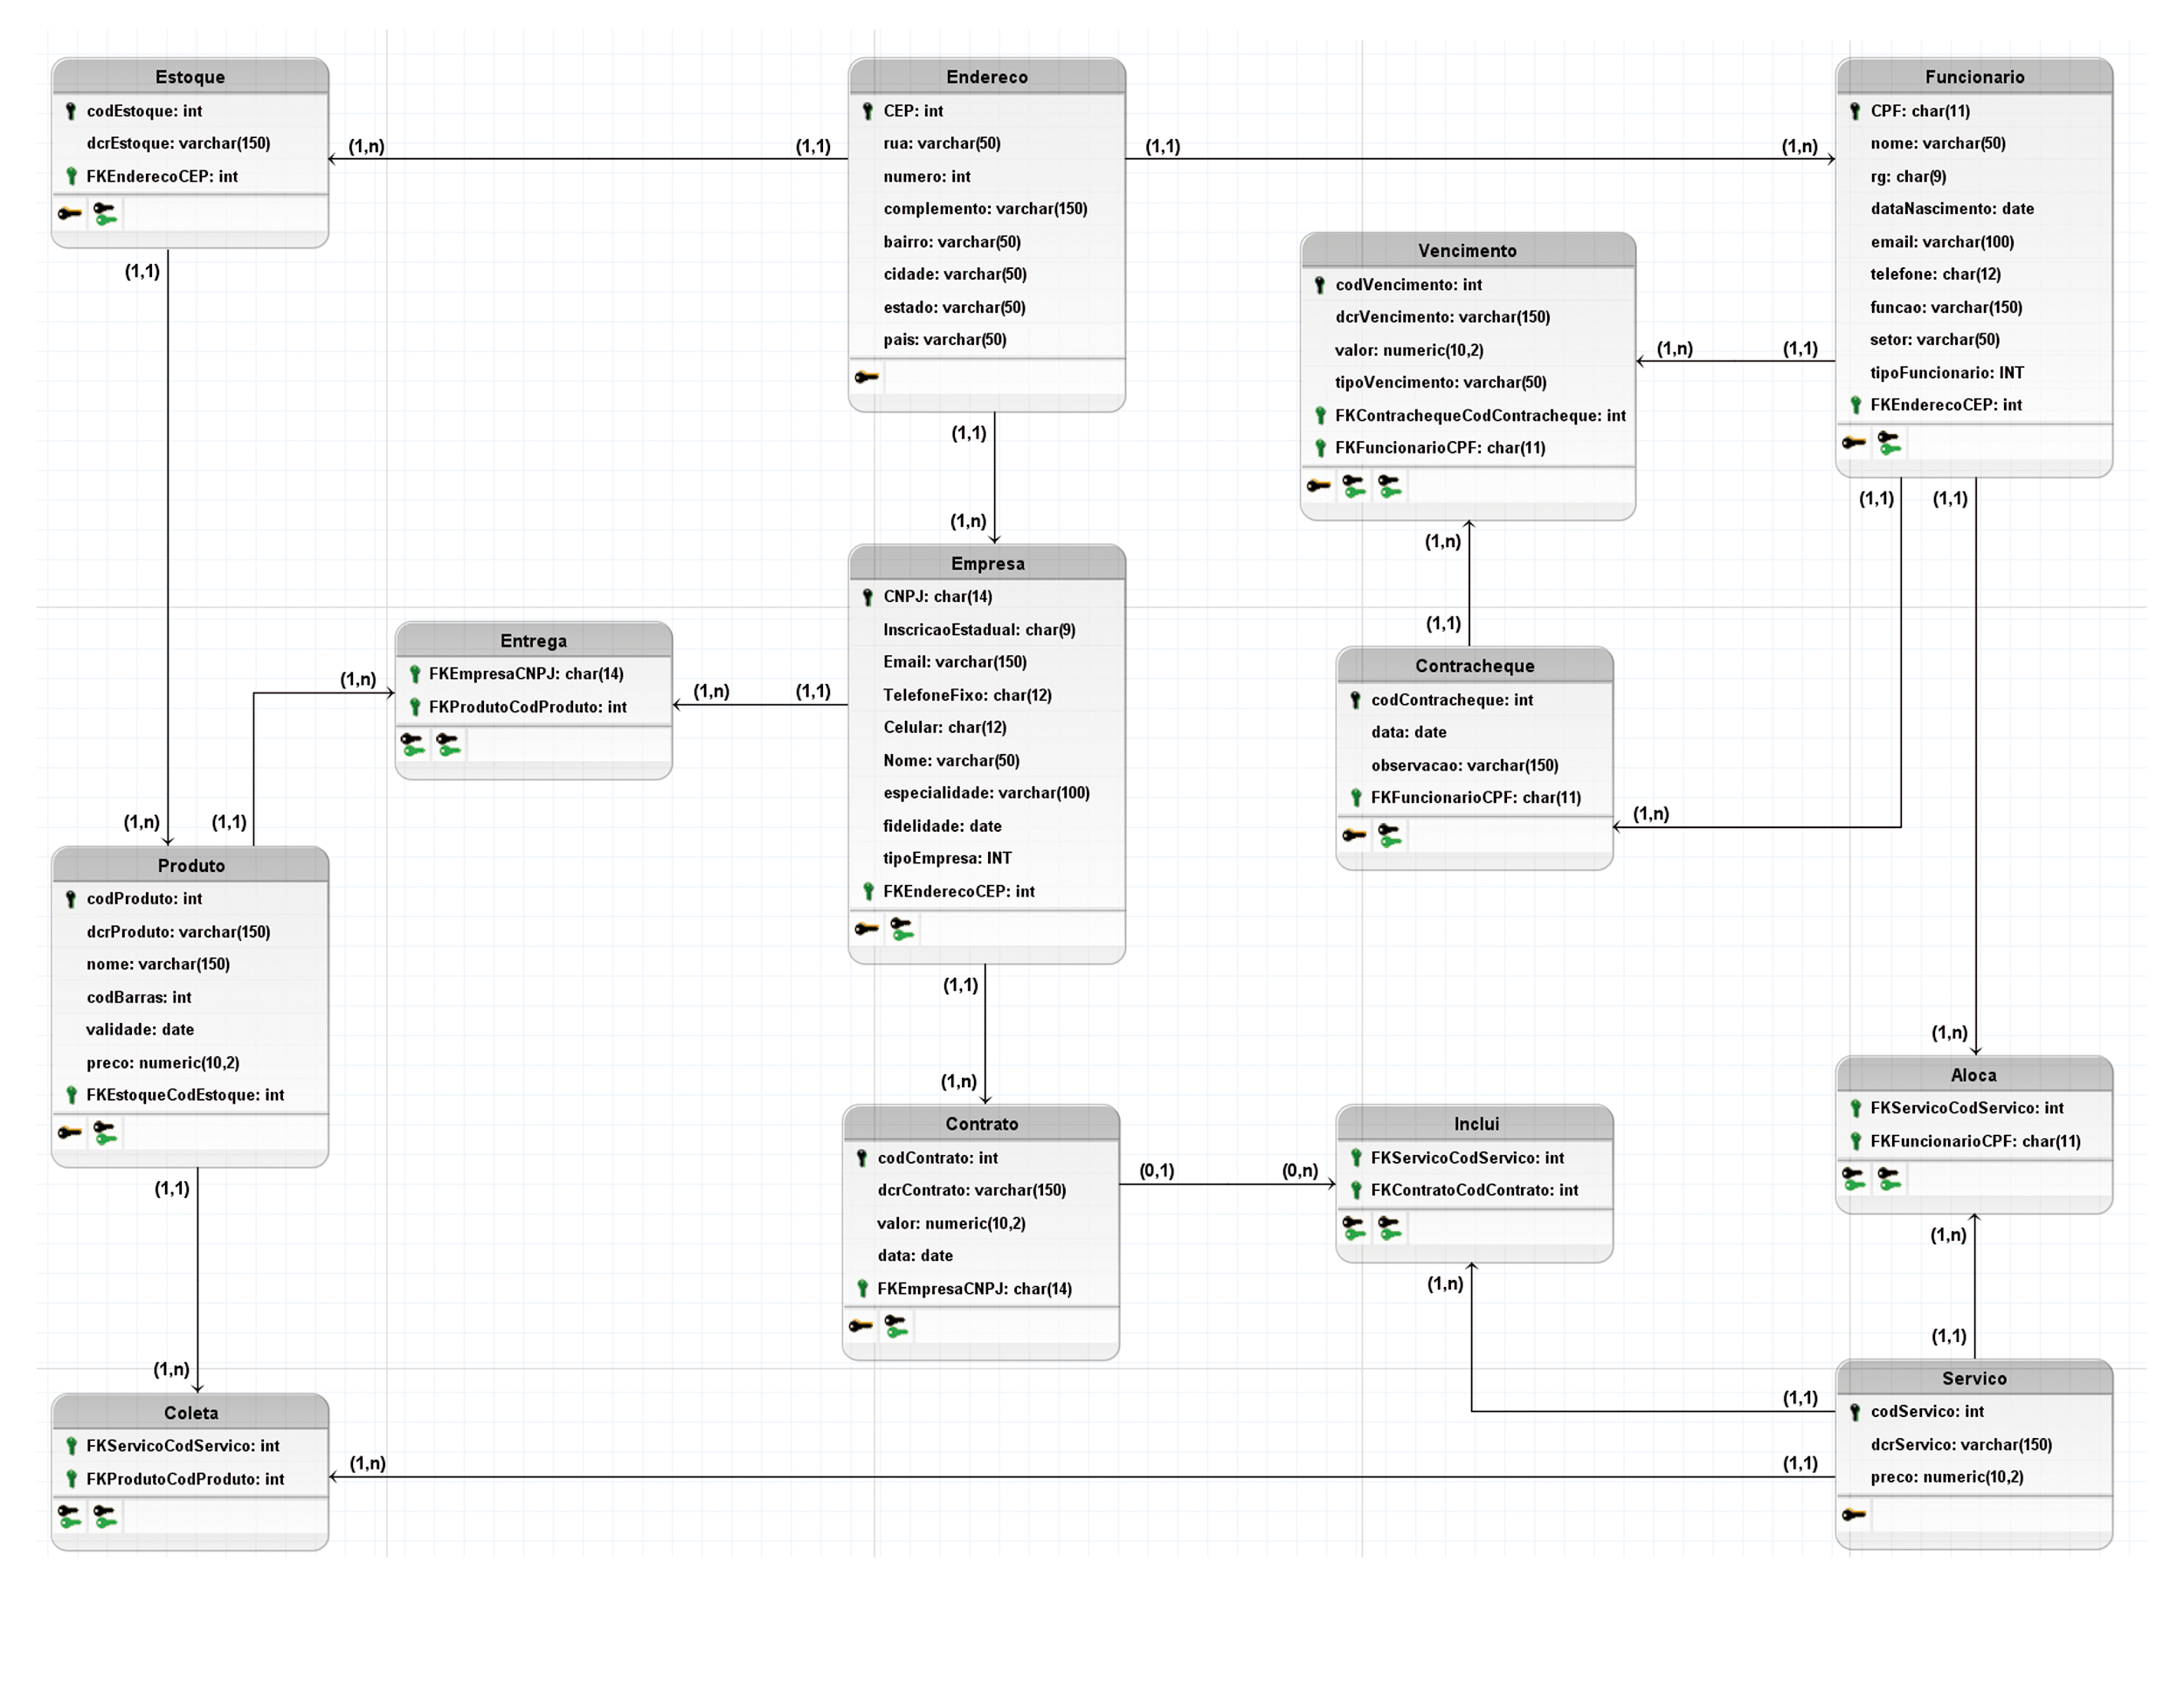 Estoque
codEstoque: int
dcrEstoque: varchar(150)
FKEnderecoCEP: int
(1,n)
(1,1)
Endereco
CEP: int
rua: varchar(50)
numero: int
complemento: varchar(150)
bairro: varchar(50)
cidade: varchar(50)
estado: varchar(50)
pais: varchar(50)
(1,1)
(1,n)
Funcionario
CPF: char(11)
nome: varchar(50)
rg: char(9)
dataNascimento: date
email: varchar(100)
telefone: char(12)
funcao: varchar(150)
setor: varchar(50)
tipoFuncionario: INT
FKEnderecoCEP: int
Vencimento
codVencimento: int
dcrVencimento: varchar(150)
valor: numeric(10,2)
tipoVencimento: varchar(50)
FKContrachequeCodContracheque: int
FKFuncionarioCPF: char(11)
(1,n)
(1,1)
(1,1)
(1,1)
(1,n)
(1,1)
(1,1)
(1,n)
(1,n)
(1,1)
Empresa
CNPJ: char(14)
InscricaoEstadual: char(9)
Email: varchar(150)
TelefoneFixo: char(12)
Celular: char(12)
Nome: varchar(50)
especialidade: varchar(100)
fidelidade: date
tipoEmpresa: INT
FKEnderecoCEP: int
Entrega
FKEmpresaCNPJ: char(14)
FKProdutoCodProduto: int
(1,n)
(1,n)
(1,1)
Contracheque
codContracheque: int
data: date
observacao: varchar(150)
FKFuncionarioCPF: char(11)
(1,n)
(1,n)
(1,1)
Produto
codProduto: int
dcrProduto: varchar(150)
nome: varchar(150)
codBarras: int
validade: date
preco: numeric(10,2)
FKEstoqueCodEstoque: int
(1,1)
(1,n)
(1,1)
(1,n)
Contrato
codContrato: int
dcrContrato: varchar(150)
valor: numeric(10,2)
data: date
FKEmpresaCNPJ: char(14)
(0,1)
(0,n)
Inclui
FKServicoCodServico: int
FKContratoCodContrato: int
(1,n)
(1,n)
Aloca
FKServicoCodServico: int
FKFuncionarioCPF: char(11)
(1,n)
(1,1)
Coleta
FKServicoCodServico: int
FKProdutoCodProduto: int
(1,n)
(1,1)
(1,1)
Servico
codServico: int
dcrServico: varchar(150)
preco: numeric(10,2)